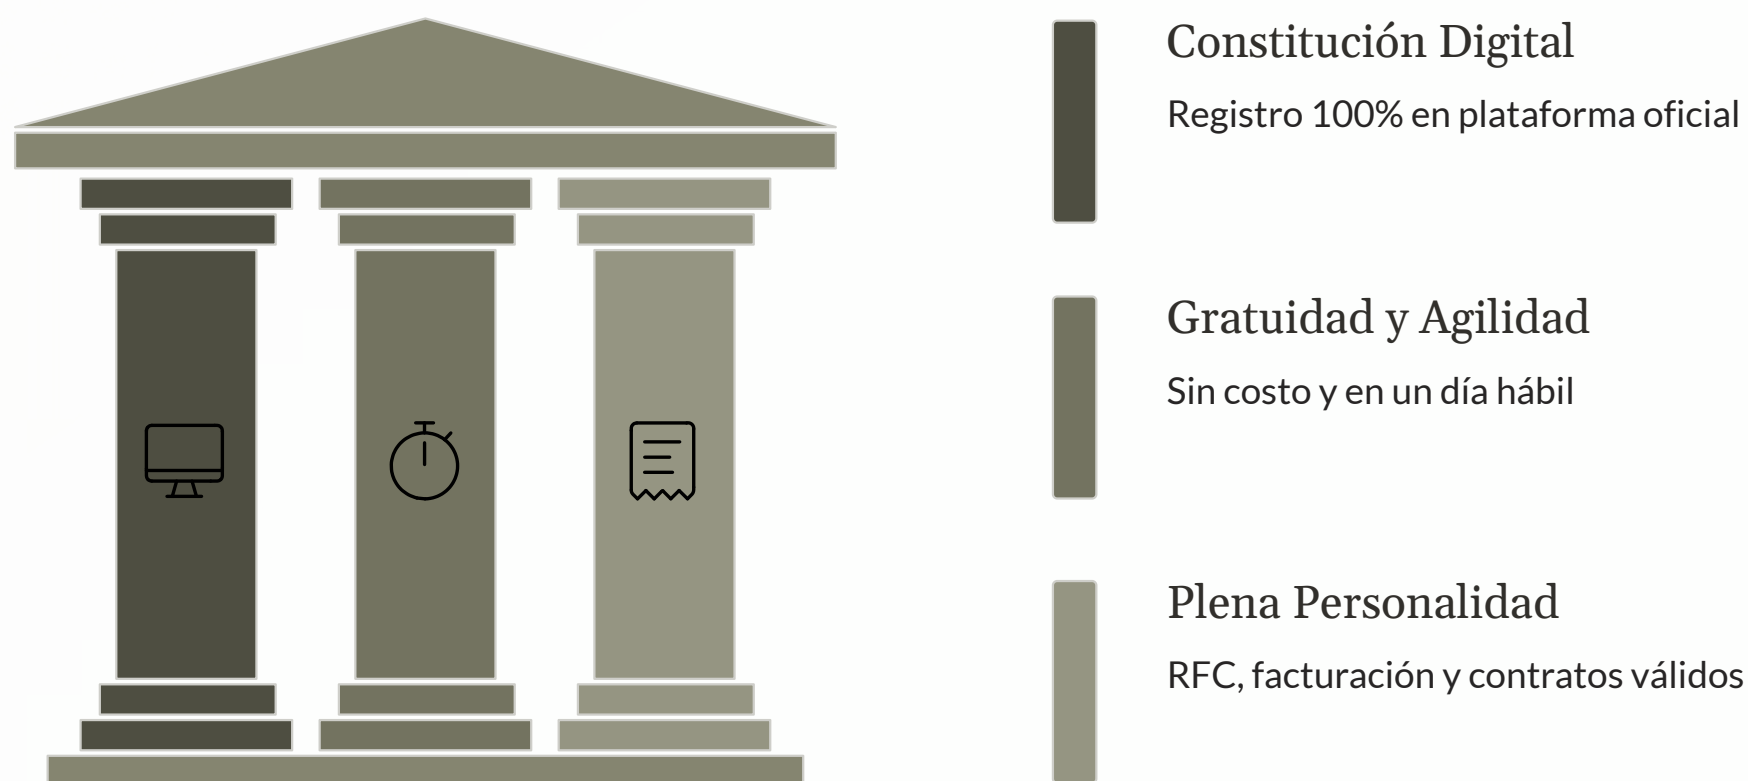 Constitución Digital
Registro 100% en plataforma oficial
Gratuidad y Agilidad
Sin costo y en un día hábil
Plena Personalidad
RFC, facturación y contratos válidos